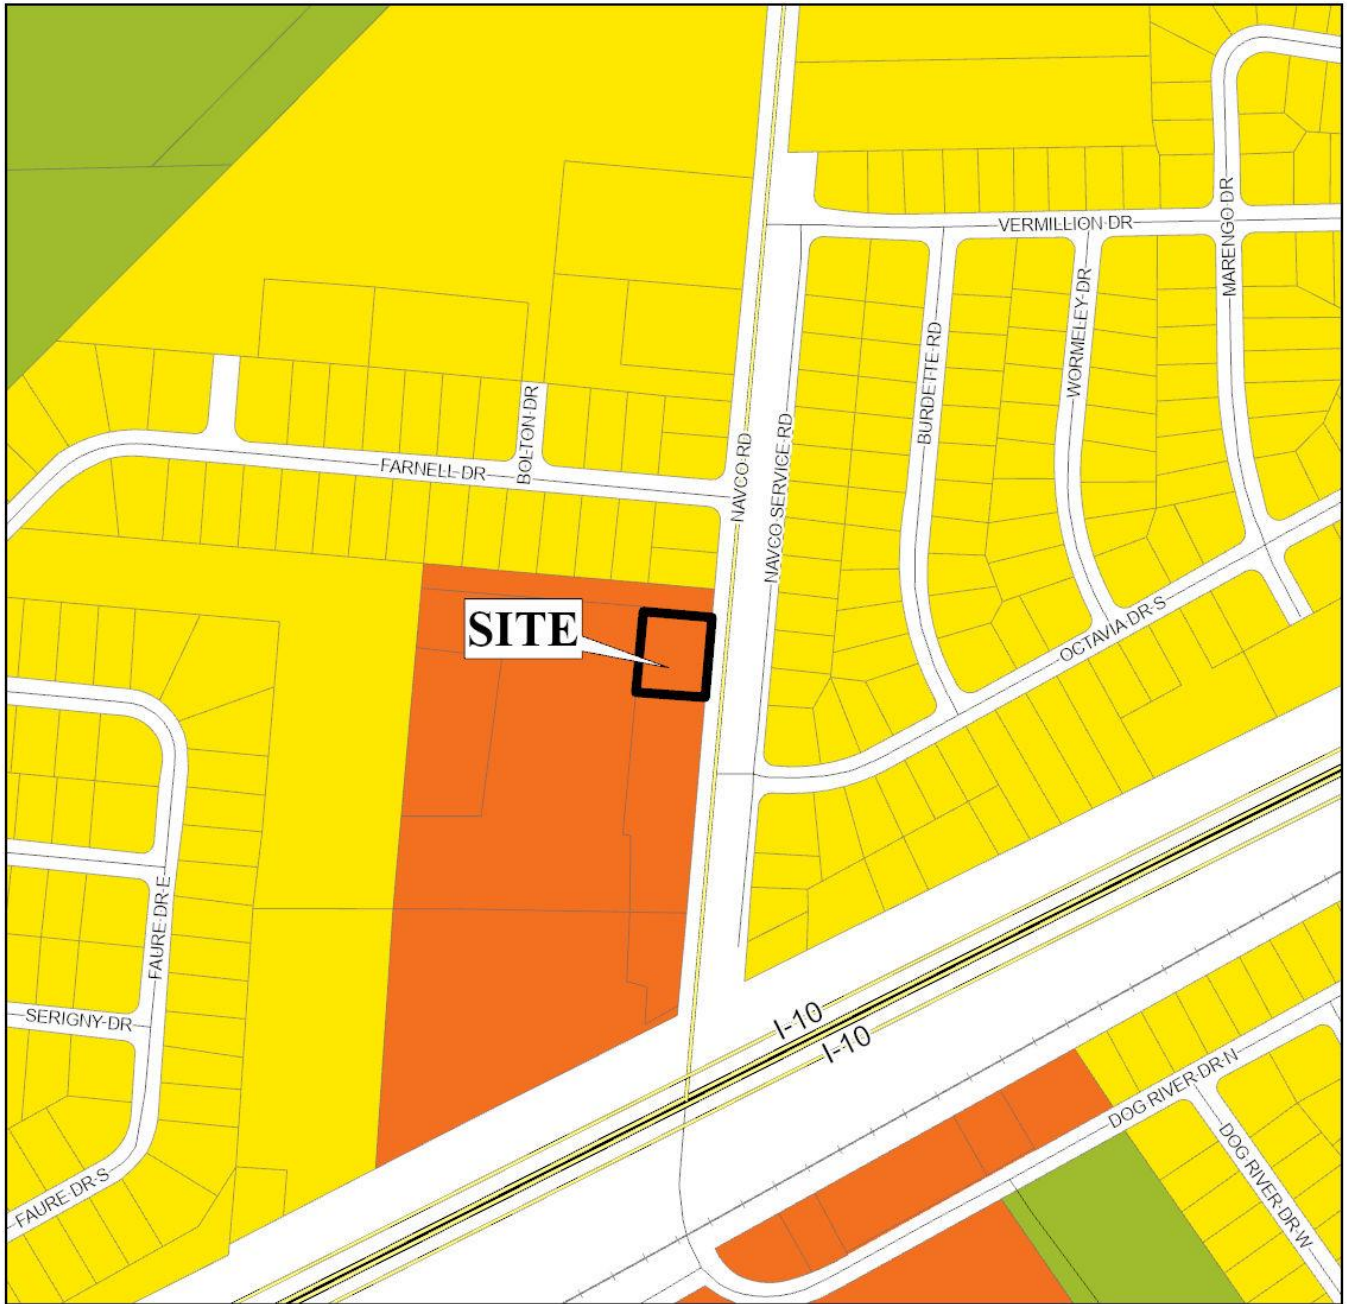 VERMILLION DR
MARENGO DR
WORMELEY DR
BURDETTE RD
BOLTON DR
NAVCO RD
NAVCO SERVICE RD
FARNELL DR
SITE
OCTAVIA DR S
FAURE DR E
SERIGNY DR
I-10
I-10
DOG RIVER DR N
DOG RIVER DR W
FAURE DR S